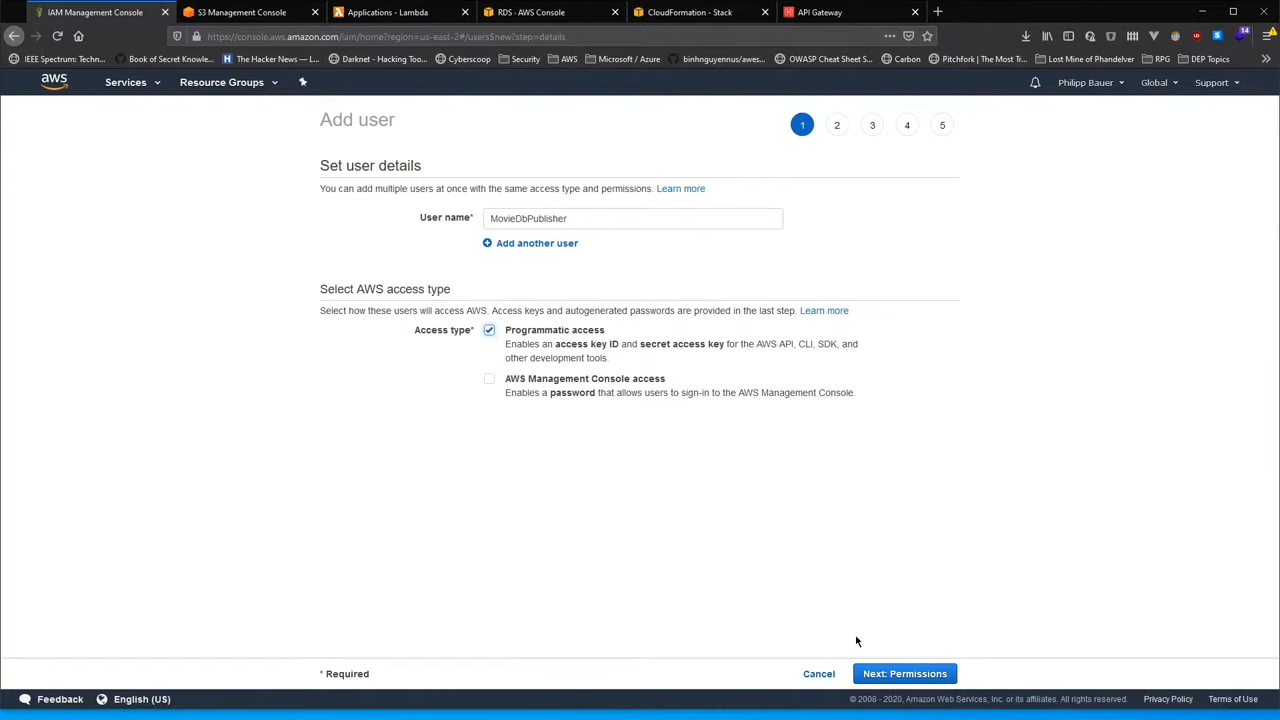 IAM Management Console
S3 Management Console
Applications - Lambda
RDS - AWS Console
CloudFormation - Stack
API Gateway
https://console.aws.amazon.com/iam/home?region=us-east-2#/users$new?step=details
14
IEEE Spectrum: Techn...
Book of Secret Knowl...
The Hacker News — L...
Darknet - Hacking Too...
Cyberscoop
Security
AWS
Microsoft / Azure
binhnguyennus/awes...
OWASP Cheat Sheet S...
Carbon
Pitchfork | The Most Tr...
Lost Mine of Phandelver
RPG
DEP Topics
aws
Services
Resource Groups
Philipp Bauer
Global
Support
Add user
1
2
3
4
5
Set user details
You can add multiple users at once with the same access type and permissions. Learn more
User name*
MovieDbPublisher
Add another user
Select AWS access type
Select how these users will access AWS. Access keys and autogenerated passwords are provided in the last step. Learn more
Access type*
Programmatic access
Enables an access key ID and secret access key for the AWS API, CLI, SDK, and
other development tools.
AWS Management Console access
Enables a password that allows users to sign-in to the AWS Management Console.
* Required
Cancel
Next: Permissions
Feedback
English (US)
© 2008 - 2020, Amazon Web Services, Inc. or its affiliates. All rights reserved.
Privacy Policy
Terms of Use